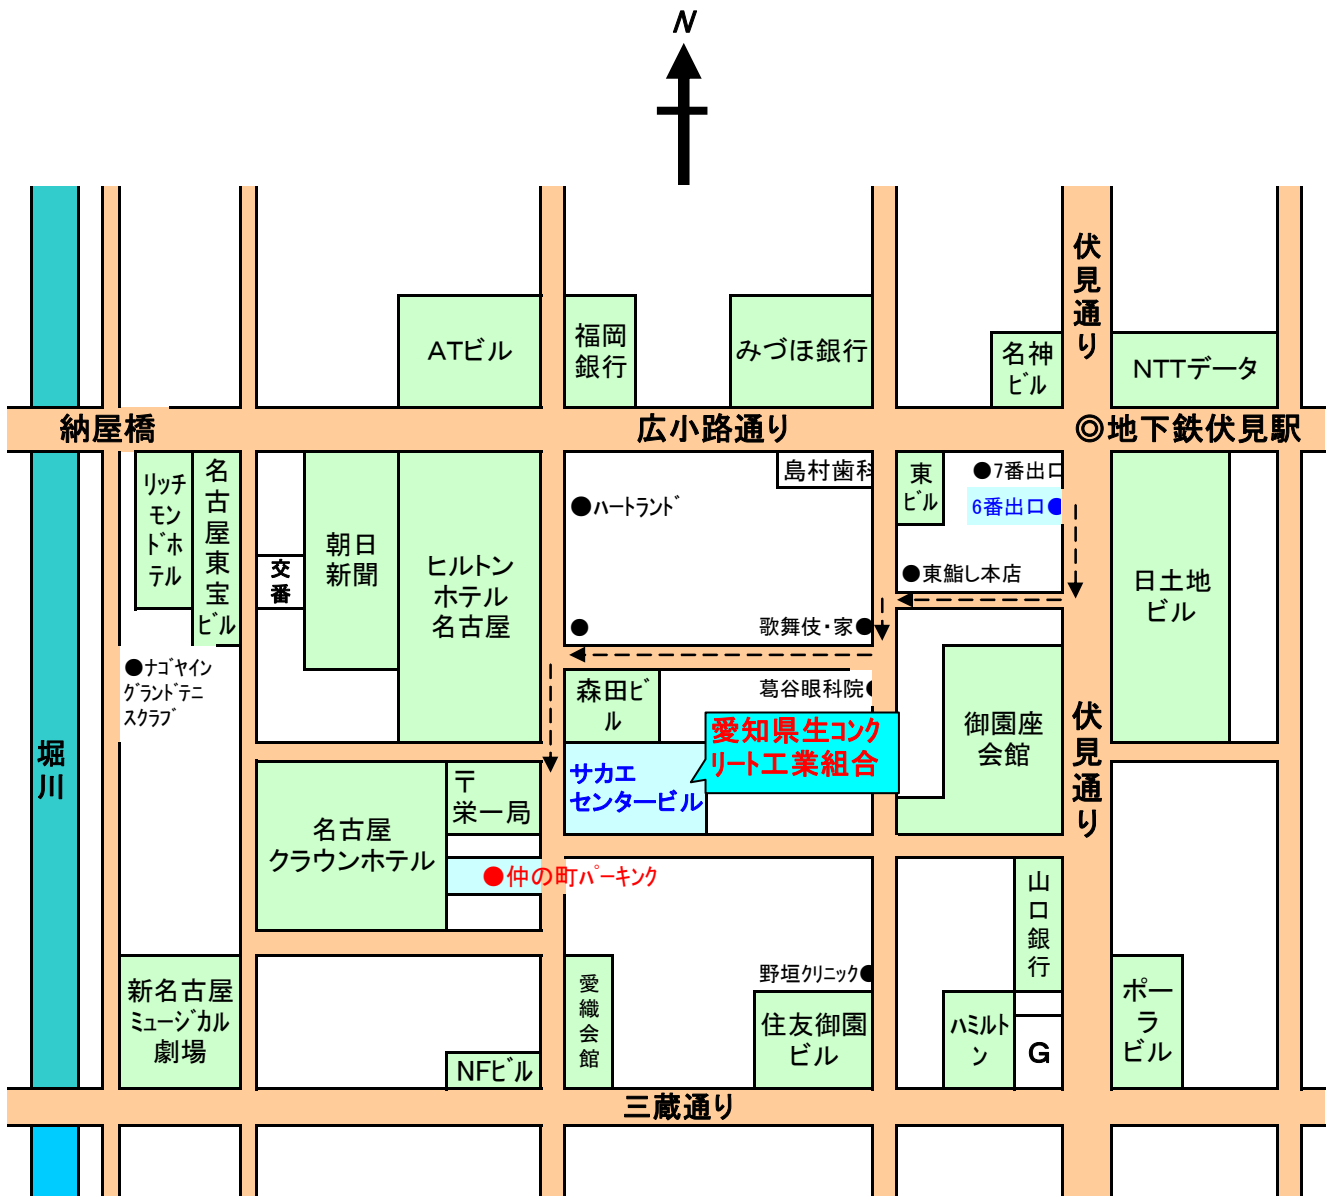 N
伏見通り
ATビル
福岡
銀行
みづほ銀行
名神
ビル
NTTデータ
納屋橋
広小路通り
◎地下鉄伏見駅
リッチ
モン
ドホ
テル
名古屋東宝ビル
交番
朝日
新聞
ヒルトン
ホテル
名古屋
●ハートランド
島村歯科
東
ビル
●7番出口
6番出口●
●東鮨し本店
日土地
ビル
●
歌舞伎・家●
●ナゴヤイン
グランドテニ
スクラブ
森田ビ
ル
葛谷眼科院●
御園座
会館
伏見通り
堀川
愛知県生コンク
リート工業組合
サカエ
センタービル
〒
栄一局
名古屋
クラウンホテル
●仲の町パーキング
山口銀行
新名古屋
ミュージカル
劇場
愛織会館
野垣クリニック●
住友御園
ビル
ハミルト
ン
G
ポー
ラ
ビル
NFビル
三蔵通り